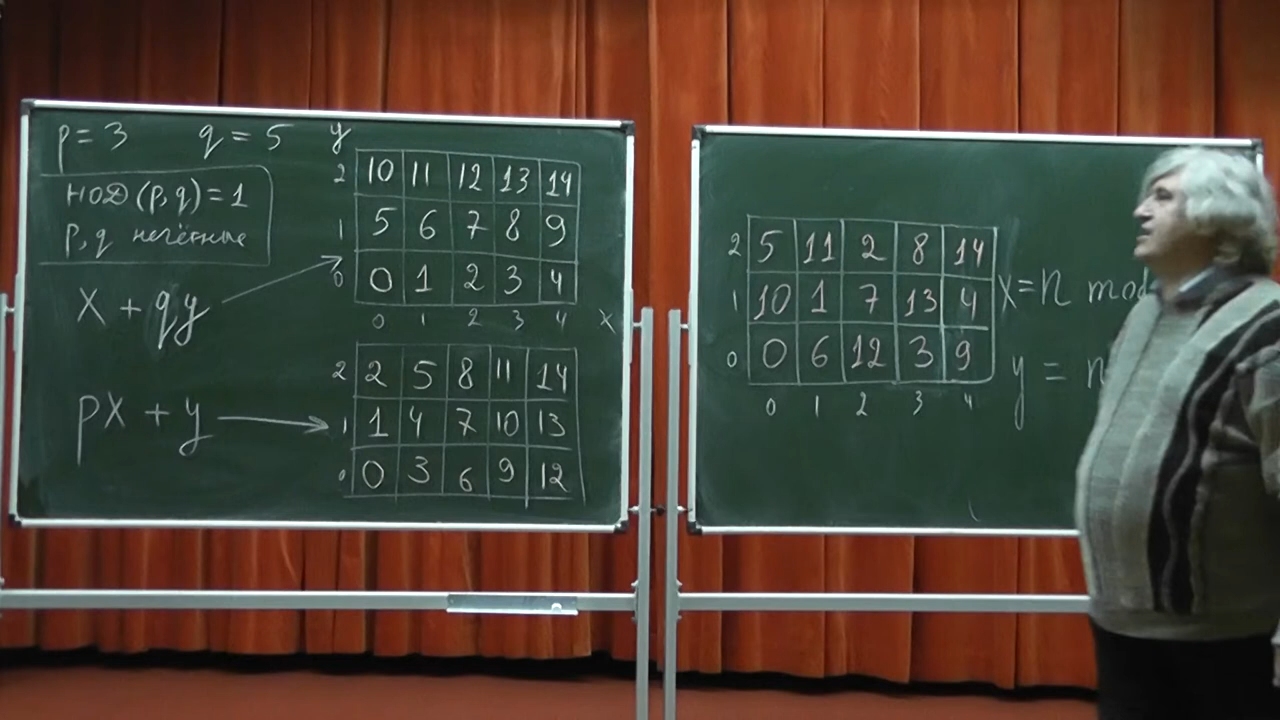 p = 3 q = 5
НОД (p, q) = 1
p, q нечётные
x + qy
px + y
y
2 10 11 12 13 14
1 5 6 7 8 9
0 0 1 2 3 4
0 1 2 3 4 x
2 2 5 8 11 14
1 1 4 7 10 13
0 0 3 6 9 12
2 5 11 2 8 14
1 10 1 7 13 4
0 0 6 12 3 9
0 1 2 3 4
x = n mod
y = n